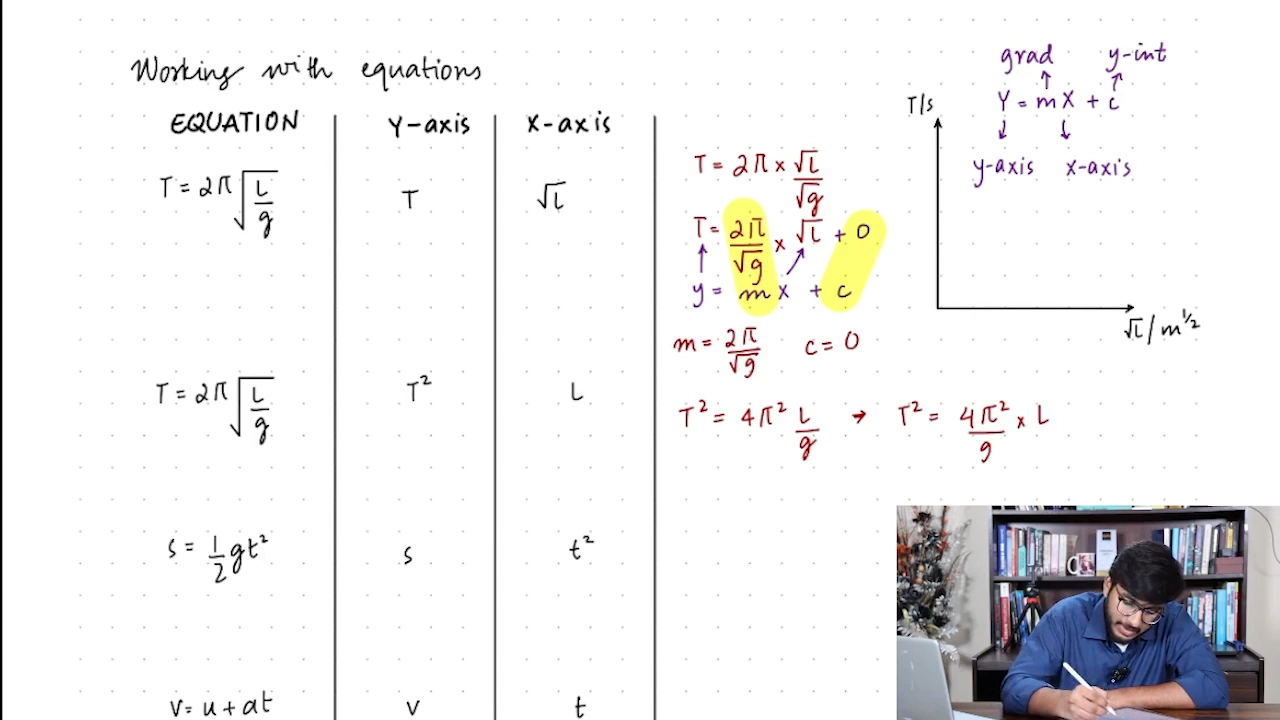 Working with equations
EQUATION Y-axis X-axis
T = 2π √(L/g) T √L
T = 2π × √L/√g
T = 2π/√g × √L + 0
y = m x + c
m = 2π/√g c = 0
grad y-int
Y = m X + c
y-axis x-axis
T/s
√L / m^1/2
T = 2π √(L/g) T² L
T² = 4π² L/g → T² = 4π²/g × L
s = 1/2 gt² s t²
v = u + at v t